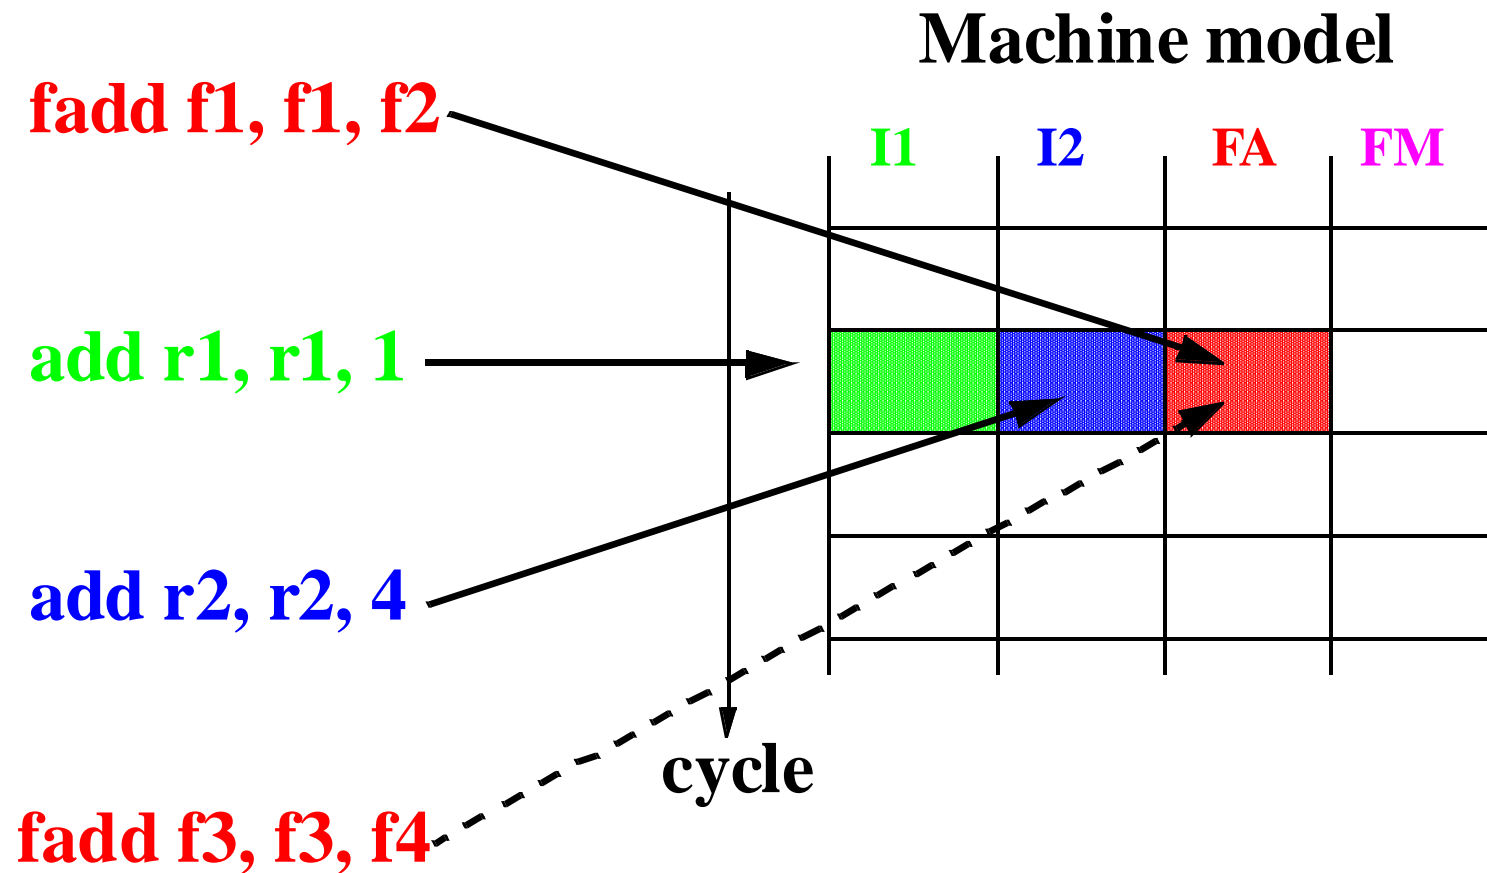 Machine model
fadd f1, f1, f2
I1 I2 FA FM
add r1, r1, 1
add r2, r2, 4
cycle
fadd f3, f3, f4